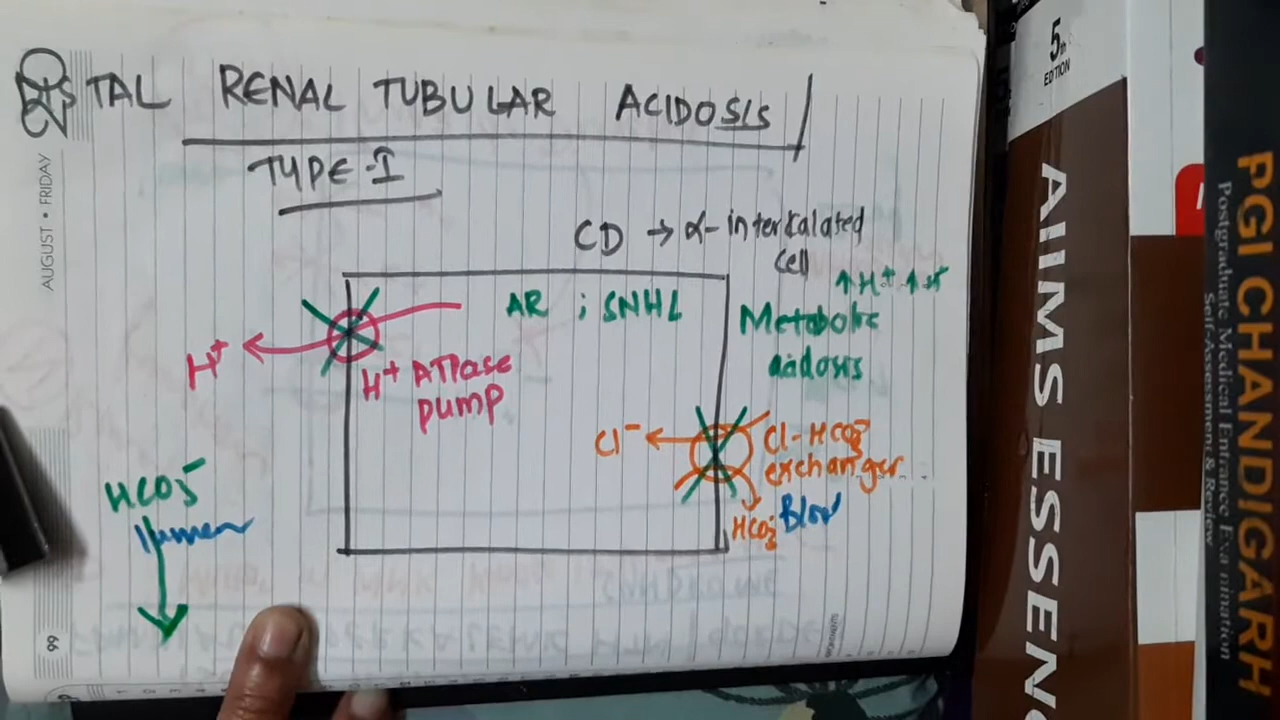 DISTAL RENAL TUBULAR ACIDOSIS
TYPE-I
CD → α-intercalated
cell
↑H+ ↑
AR ; SNHL
Metabolic
acidosis
H+
H+ ATPase
pump
Cl-
Cl-HCO3-
exchanger
HCO3-
Blood
HCO3-
lumen
AUGUST • FRIDAY
99
5th
EDITION
AIIMS ESSEN
PGI CHANDIGARH
Postgraduate Medical Entrance Examination
Self-Assessment & Review